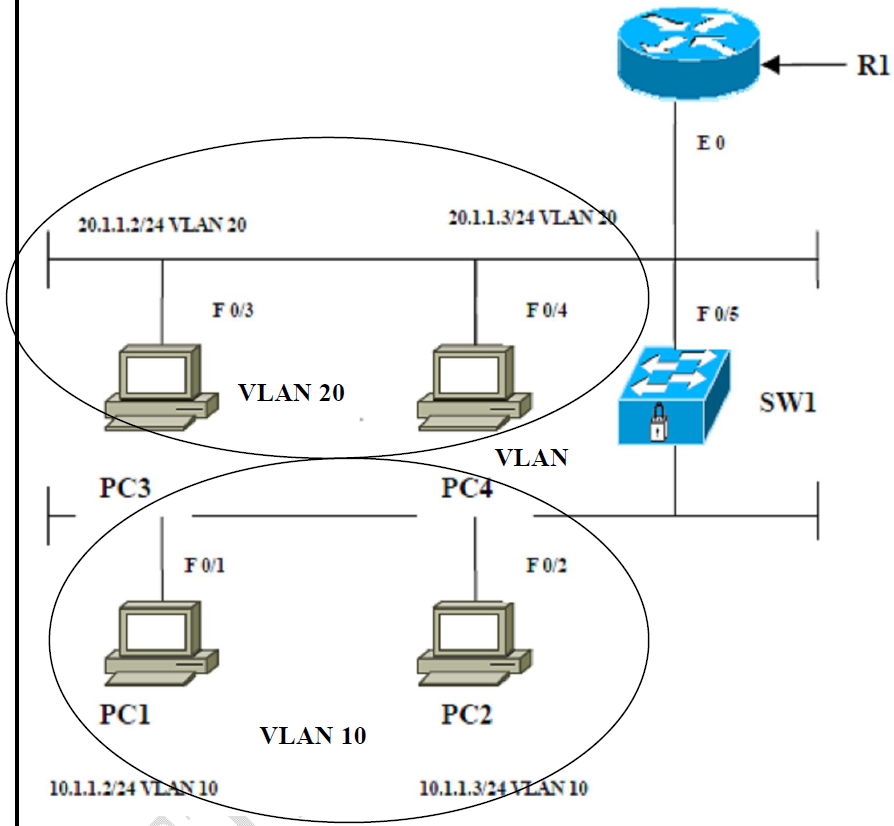 R1
E 0
20.1.1.2/24 VLAN 20
20.1.1.3/24 VLAN 20
F 0/3
F 0/4
F 0/5
VLAN 20
SW1
VLAN
PC3
PC4
F 0/1
F 0/2
PC1
PC2
VLAN 10
10.1.1.2/24 VLAN 10
10.1.1.3/24 VLAN 10